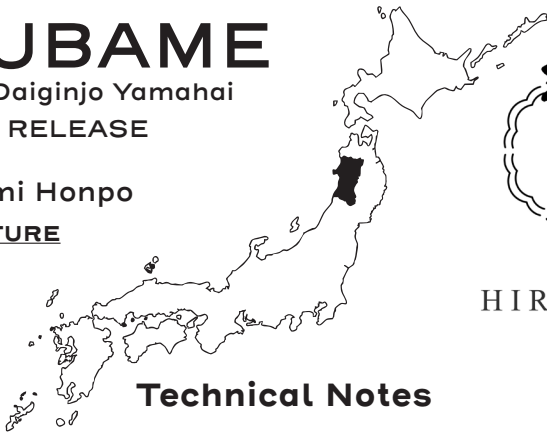 UBAME
Daiginjo Yamahai
RELEASE
mi Honpo
TURE
HIR
Technical Notes